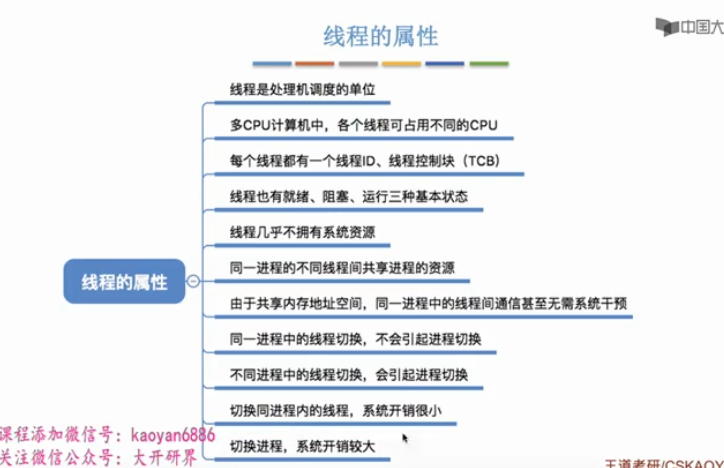 线程的属性
中国大
线程是处理机调度的单位
多CPU计算机中，各个线程可占用不同的CPU
每个线程都有一个线程ID、线程控制块（TCB）
线程也有就绪、阻塞、运行三种基本状态
线程几乎不拥有系统资源
线程的属性
同一进程的不同线程间共享进程的资源
由于共享内存地址空间，同一进程中的线程间通信甚至无需系统干预
同一进程中的线程切换，不会引起进程切换
不同进程中的线程切换，会引起进程切换
切换同进程内的线程，系统开销很小
课程添加微信号：kaoyan6886
切换进程，系统开销较大
关注微信公众号：大开研界
王道考研/CSKAOY